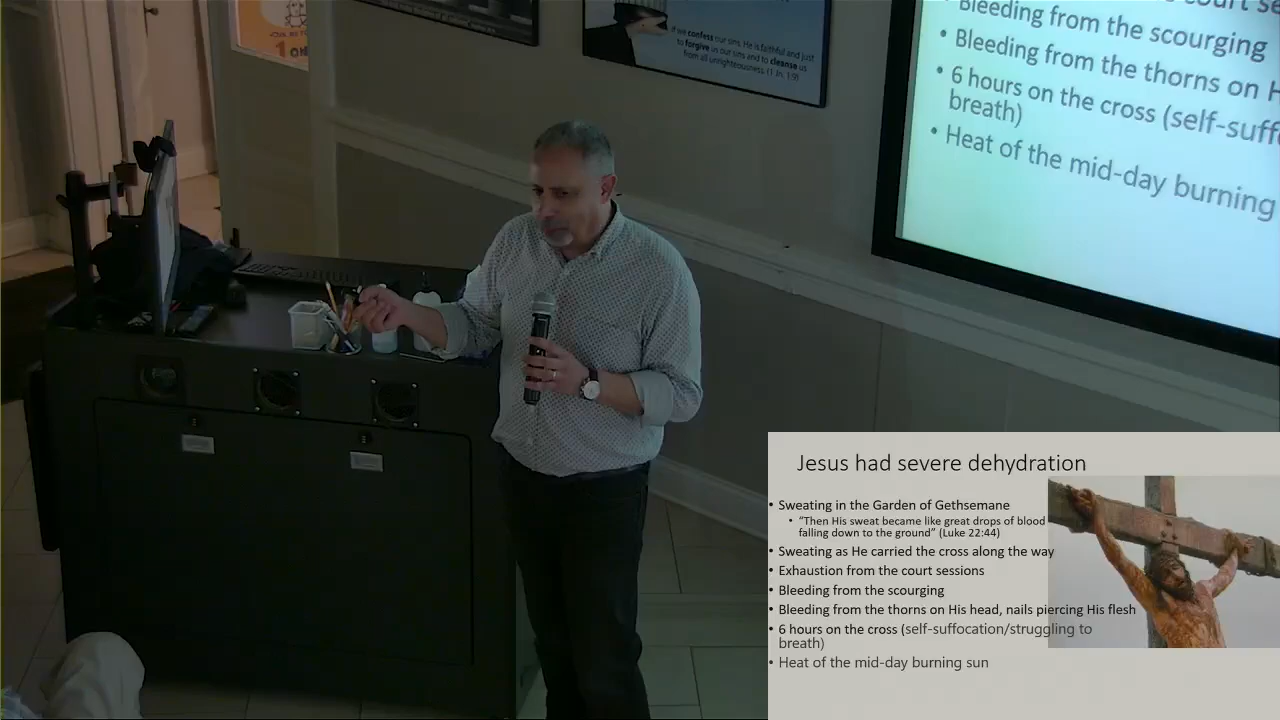 1
If we confess our sins, He is faithful and just
to forgive us our sins and to cleanse us
from all unrighteousness. (1 Jn. 1:9)
Bleeding from the scourging
Bleeding from the thorns on H
6 hours on the cross (self-suff
breath)
Heat of the mid-day burning
Jesus had severe dehydration
• Sweating in the Garden of Gethsemane
• "Then His sweat became like great drops of blood
falling down to the ground" (Luke 22:44)
• Sweating as He carried the cross along the way
• Exhaustion from the court sessions
• Bleeding from the scourging
• Bleeding from the thorns on His head, nails piercing His flesh
• 6 hours on the cross (self-suffocation/struggling to
breath)
• Heat of the mid-day burning sun